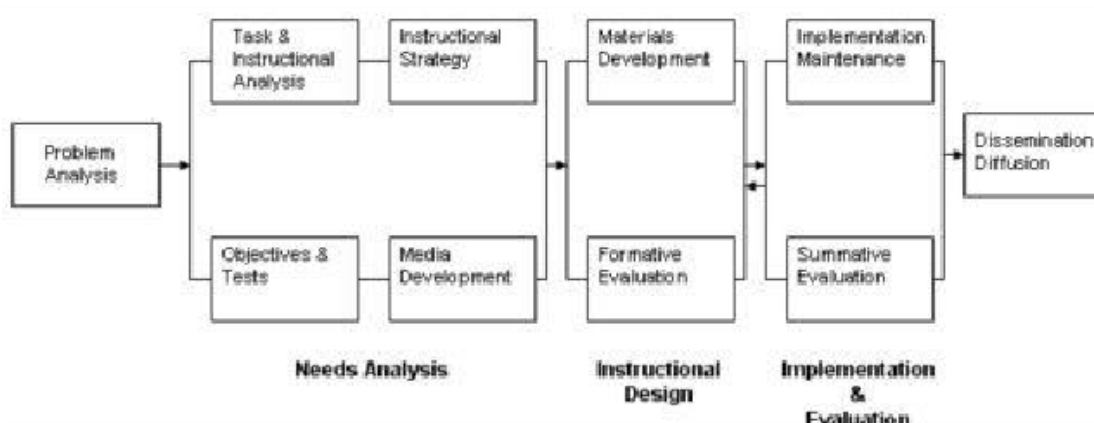 Task &
Instructional
Analysis
Instructional
Strategy
Materials
Development
Implementation
Maintenance
Problem
Analysis
Dissemination
Diffusion
Objectives &
Tests
Media
Development
Formative
Evaluation
Summative
Evaluation
Needs Analysis
Instructional
Design
Implementation
&
Evaluation